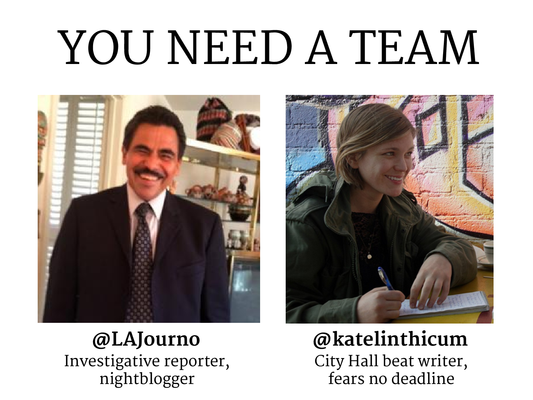 YOU NEED A TEAM
@LAJourno
Investigative reporter,
nightblogger
@katelinthicum
City Hall beat writer,
fears no deadline